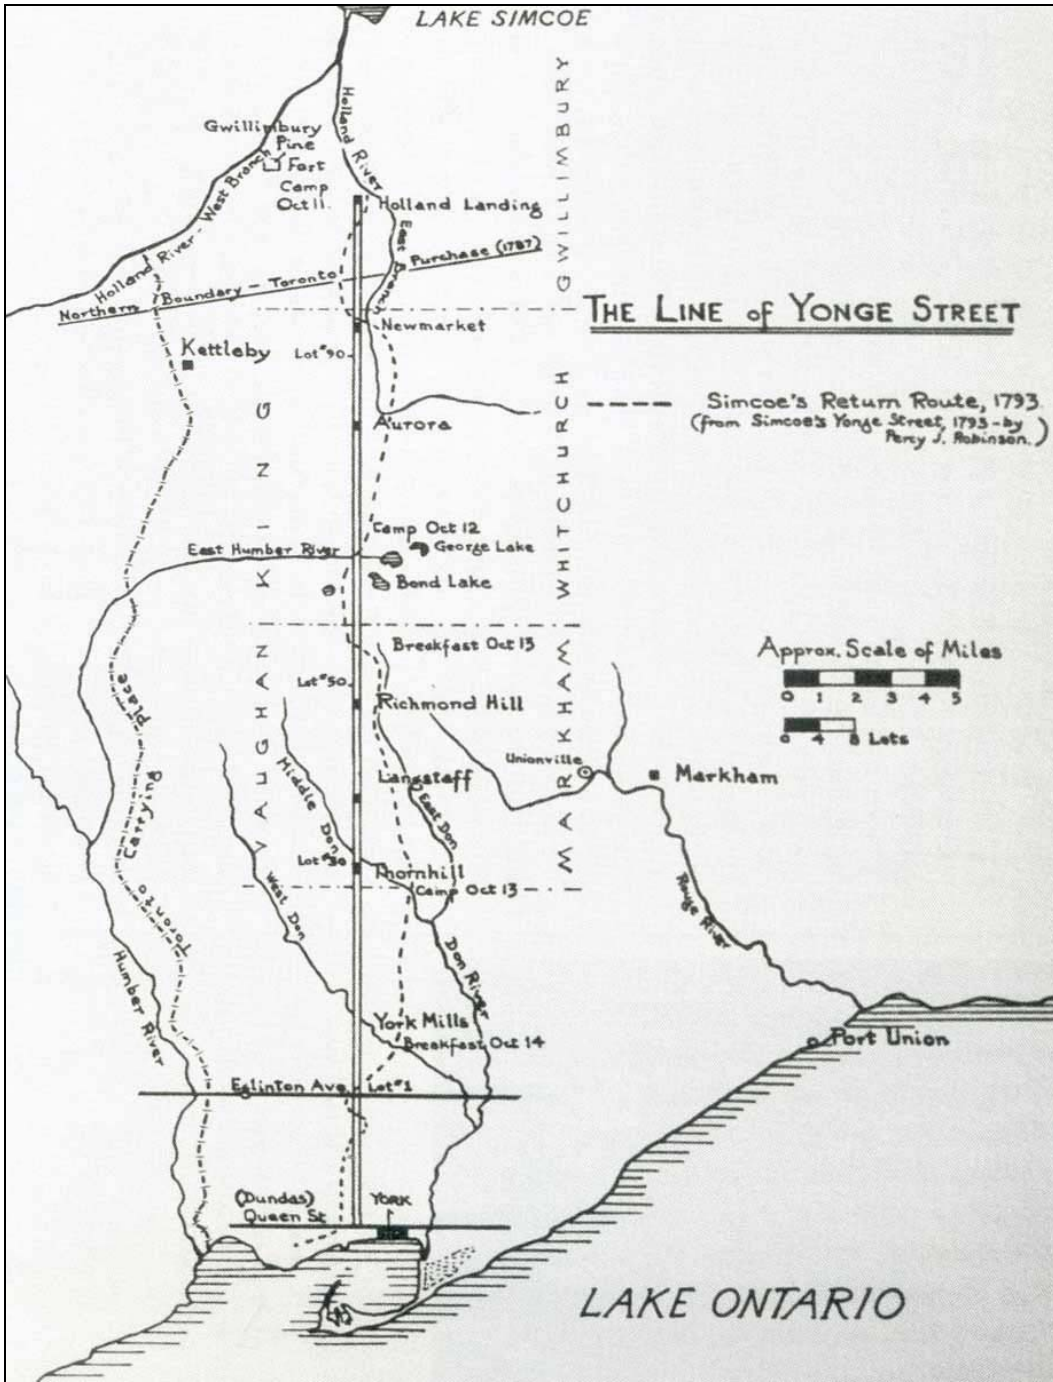 LAKE SIMCOE
Holland River
GWILLIMBURY
Gwillimbury
Pine
Fort
Camp
Oct 11.
Holland River - West Branch
Holland Landing
East Branch
Northern Boundary - Toronto Purchase (1787)
THE LINE of YONGE STREET
Newmarket
Lot #90
Kettleby
KING
WHITCHURCH
Simcoe's Return Route, 1793.
(from Simcoe's Yonge Street, 1793 - by
Percy J. Robinson.)
Aurora
Camp Oct 12
George Lake
East Humber River
Bond Lake
Breakfast Oct 13
Approx. Scale of Miles
0 1 2 3 4 5
0 4 8 Lots
Lot #50
Richmond Hill
VAUGHAN
MARKHAM
Unionville
Markham
Langstaff
Middle Don
East Don
Toronto Carrying Place
Lot #30
Thornhill
Camp Oct 13
West Don
Rouge River
Humber River
Don River
York Mills
Breakfast Oct 14
Port Union
Eglinton Ave.
Lot #1
(Dundas)
Queen St
YORK
LAKE ONTARIO